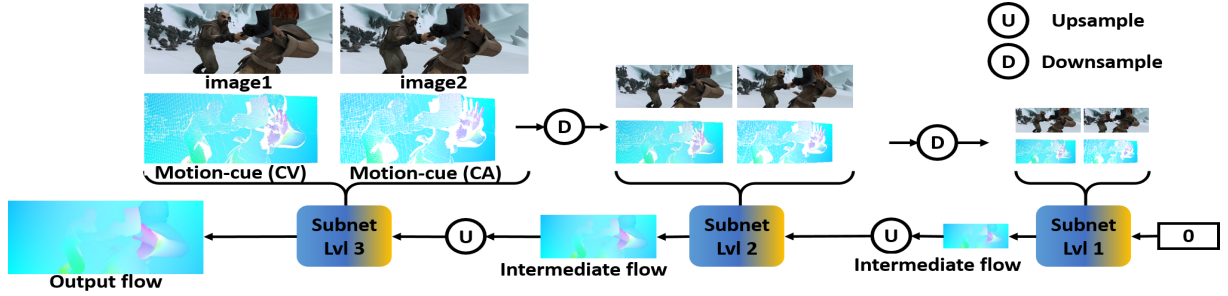 U Upsample
D Downsample
image1 image2
D
D
Motion-cue (CV) Motion-cue (CA)
Subnet
Lvl 3
U
Subnet
Lvl 2
U
Subnet
Lvl 1
0
Output flow
Intermediate flow
Intermediate flow